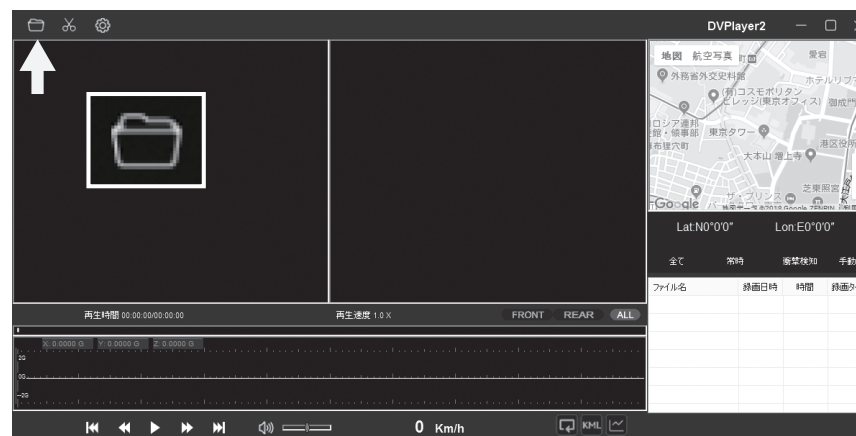 DVPlayer2
地図 航空写真
愛宕
外務省外交史料館
ホテルリブマ
(有)コスモポリタン
ビレッジ(東京オフィス)
御成門
ロシア連邦
館・領事部
東京タワー
麻布狸穴町
港区役所
大本山 増上寺
芝東照宮
ザ・プリンス
Google
Lat:N0°0'0" Lon:E0°0'0"
全て 常時 衝撃検知 手動
ファイル名 録画日時 時間 録画タ
再生時間 00:00:00/00:00:00 再生速度 1.0 X FRONT REAR ALL
X: 0.0000 G Y: 0.0000 G Z: 0.0000 G
2G
0G
-2G
0 Km/h KML